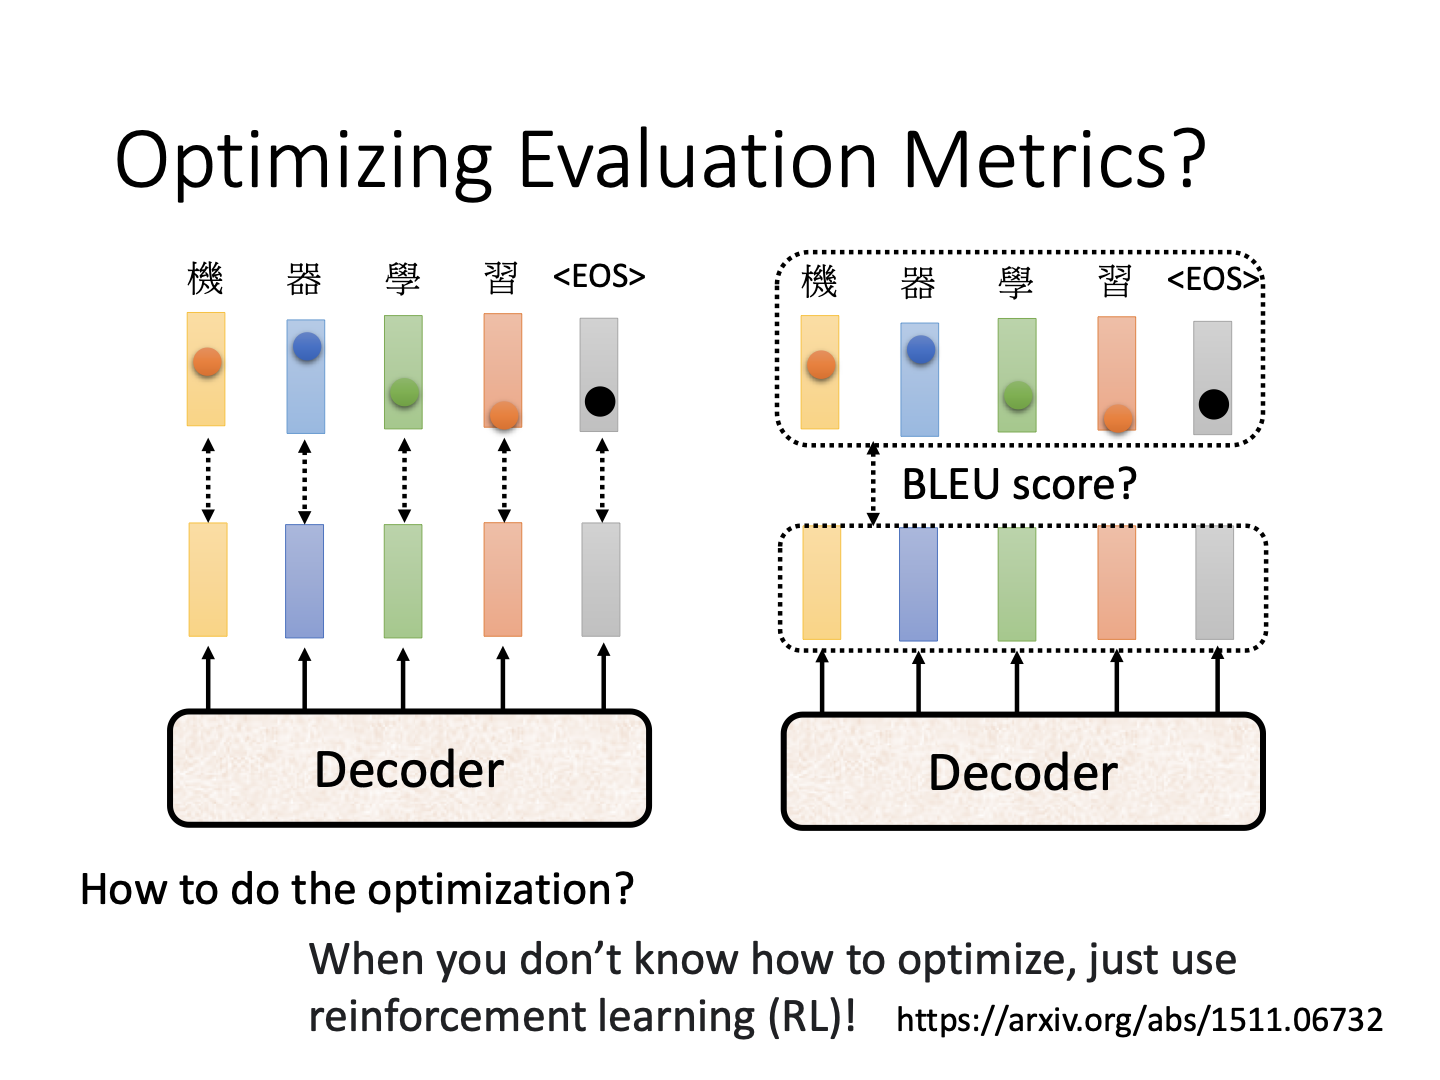 Optimizing Evaluation Metrics?
機 器 學 習 <EOS>
機 器 學 習 <EOS>
BLEU score?
Decoder
Decoder
How to do the optimization?
When you don’t know how to optimize, just use
reinforcement learning (RL)! https://arxiv.org/abs/1511.06732